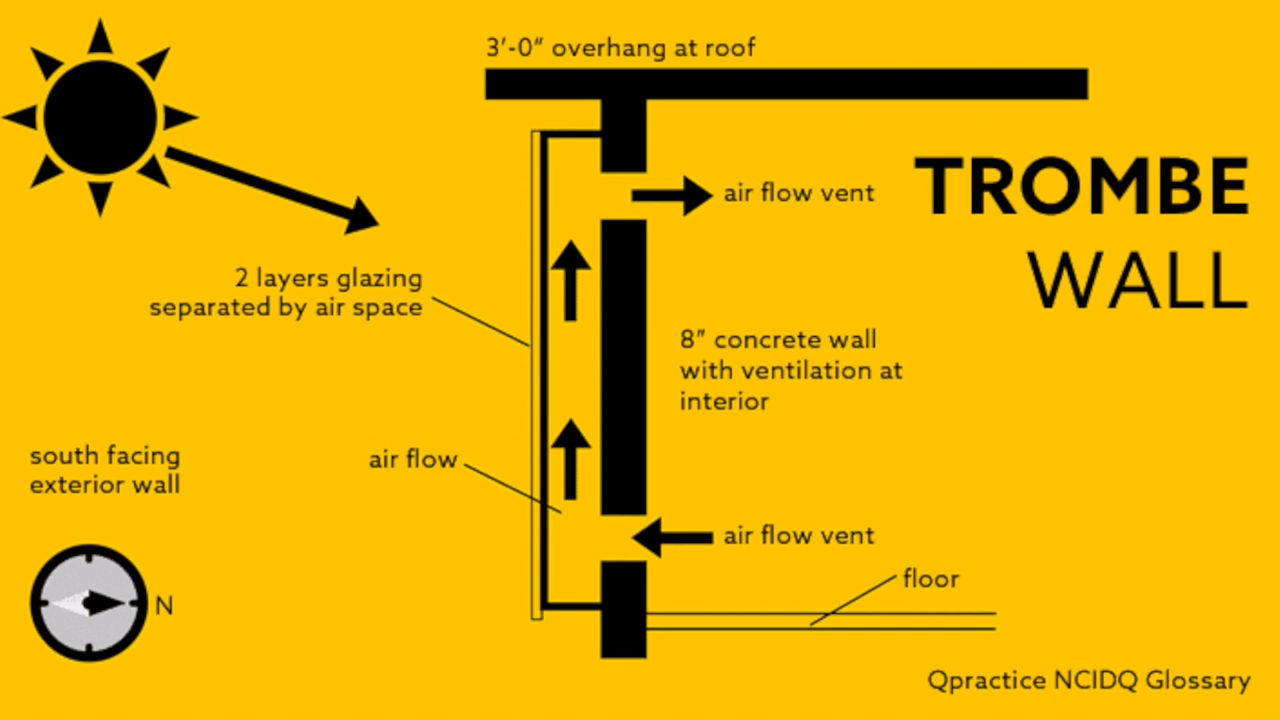 3'-0" overhang at roof
TROMBE
WALL
air flow vent
2 layers glazing
separated by air space
8" concrete wall
with ventilation at
interior
south facing
exterior wall
air flow
air flow vent
floor
N
Qpractice NCIDQ Glossary